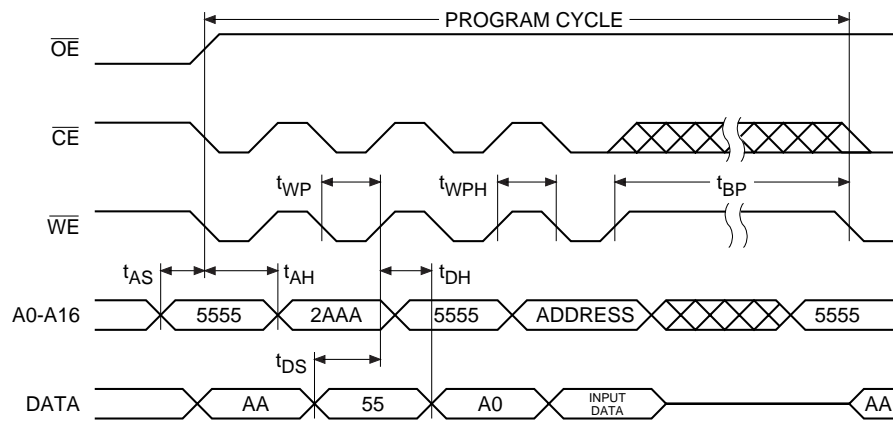 PROGRAM CYCLE
OE
CE
tWP
tWPH
tBP
WE
tAS
tAH
tDH
A0-A16
5555
2AAA
5555
ADDRESS
5555
tDS
DATA
AA
55
A0
INPUT
DATA
AA